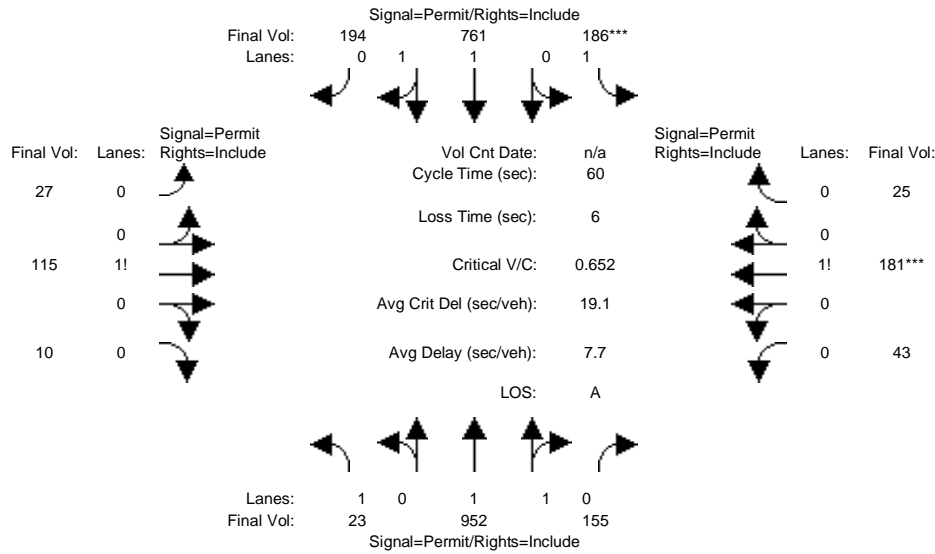 Signal=Permit/Rights=Include
Final Vol: 194 761 186***
Lanes: 0 1 1 0 1
Signal=Permit
Final Vol: Lanes: Rights=Include
Vol Cnt Date: n/a
Signal=Permit
Rights=Include Lanes: Final Vol:
Cycle Time (sec): 60
27 0
0 25
Loss Time (sec): 6
0
0
115 1!
Critical V/C: 0.652
1! 181***
0
Avg Crit Del (sec/veh): 19.1
0
10 0
Avg Delay (sec/veh): 7.7
0 43
LOS: A
Lanes: 1 0 1 1 0
Final Vol: 23 952 155
Signal=Permit/Rights=Include